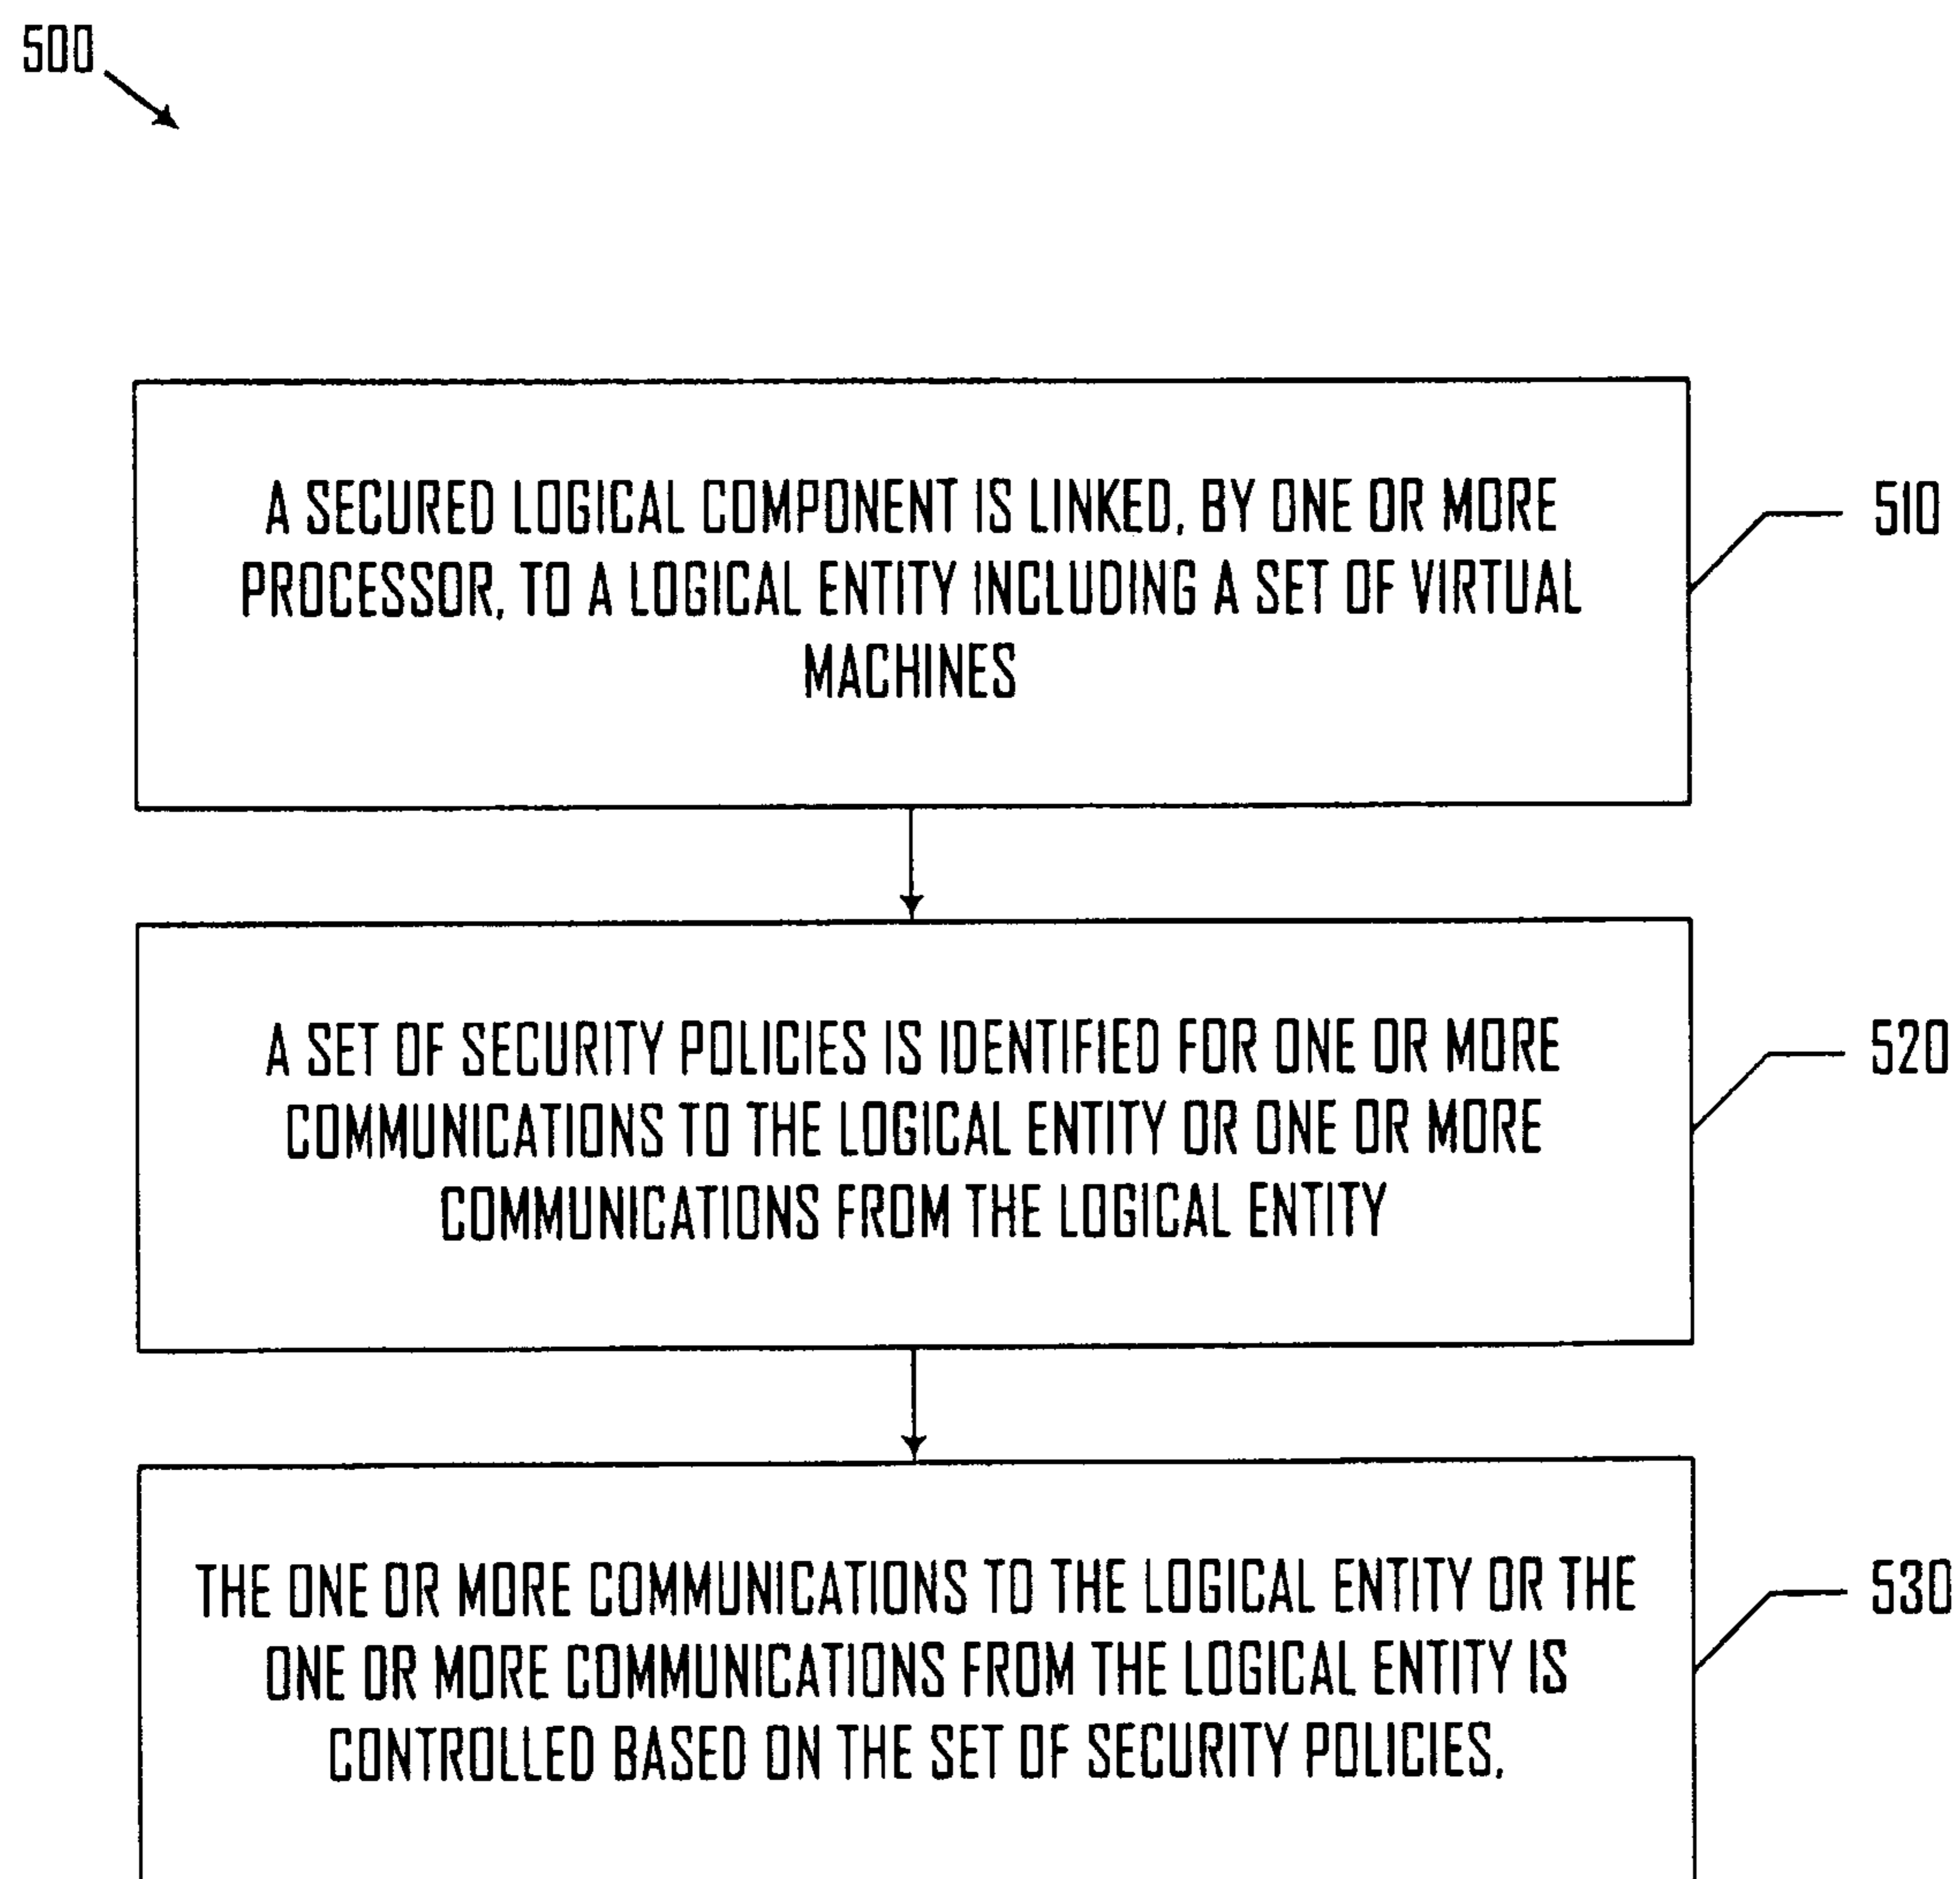 500
A SECURED LOGICAL COMPONENT IS LINKED, BY ONE OR MORE
PROCESSOR, TO A LOGICAL ENTITY INCLUDING A SET OF VIRTUAL
MACHINES
510
A SET OF SECURITY POLICIES IS IDENTIFIED FOR ONE OR MORE
COMMUNICATIONS TO THE LOGICAL ENTITY OR ONE OR MORE
COMMUNICATIONS FROM THE LOGICAL ENTITY
520
THE ONE OR MORE COMMUNICATIONS TO THE LOGICAL ENTITY OR THE
ONE OR MORE COMMUNICATIONS FROM THE LOGICAL ENTITY IS
CONTROLLED BASED ON THE SET OF SECURITY POLICIES.
530